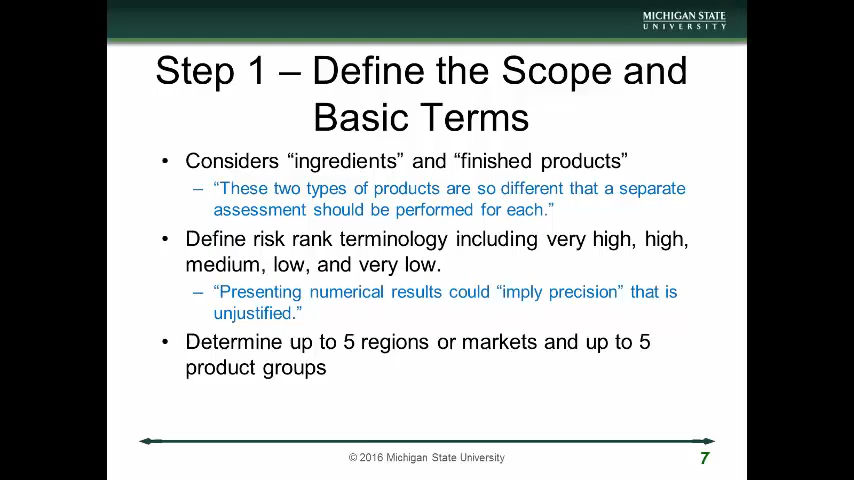 MICHIGAN STATE
UNIVERSITY
Step 1 – Define the Scope and
Basic Terms
• Considers “ingredients” and “finished products”
– “These two types of products are so different that a separate
assessment should be performed for each.”
• Define risk rank terminology including very high, high,
medium, low, and very low.
– “Presenting numerical results could “imply precision” that is
unjustified.”
• Determine up to 5 regions or markets and up to 5
product groups
© 2016 Michigan State University
7